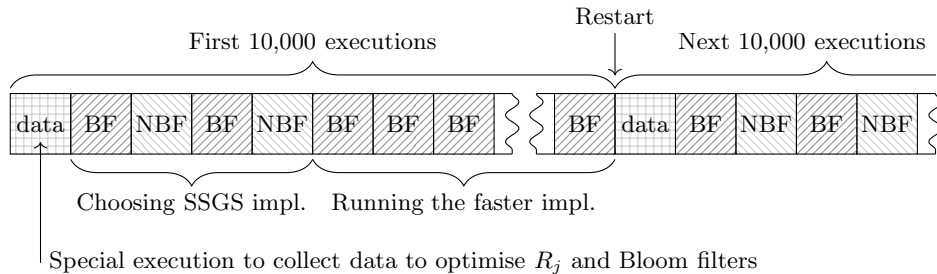 Restart
First 10,000 executions Next 10,000 executions
data BF NBF BF NBF BF BF BF BF data BF NBF BF NBF
Choosing SSGS impl. Running the faster impl.
Special execution to collect data to optimise R_j and Bloom filters